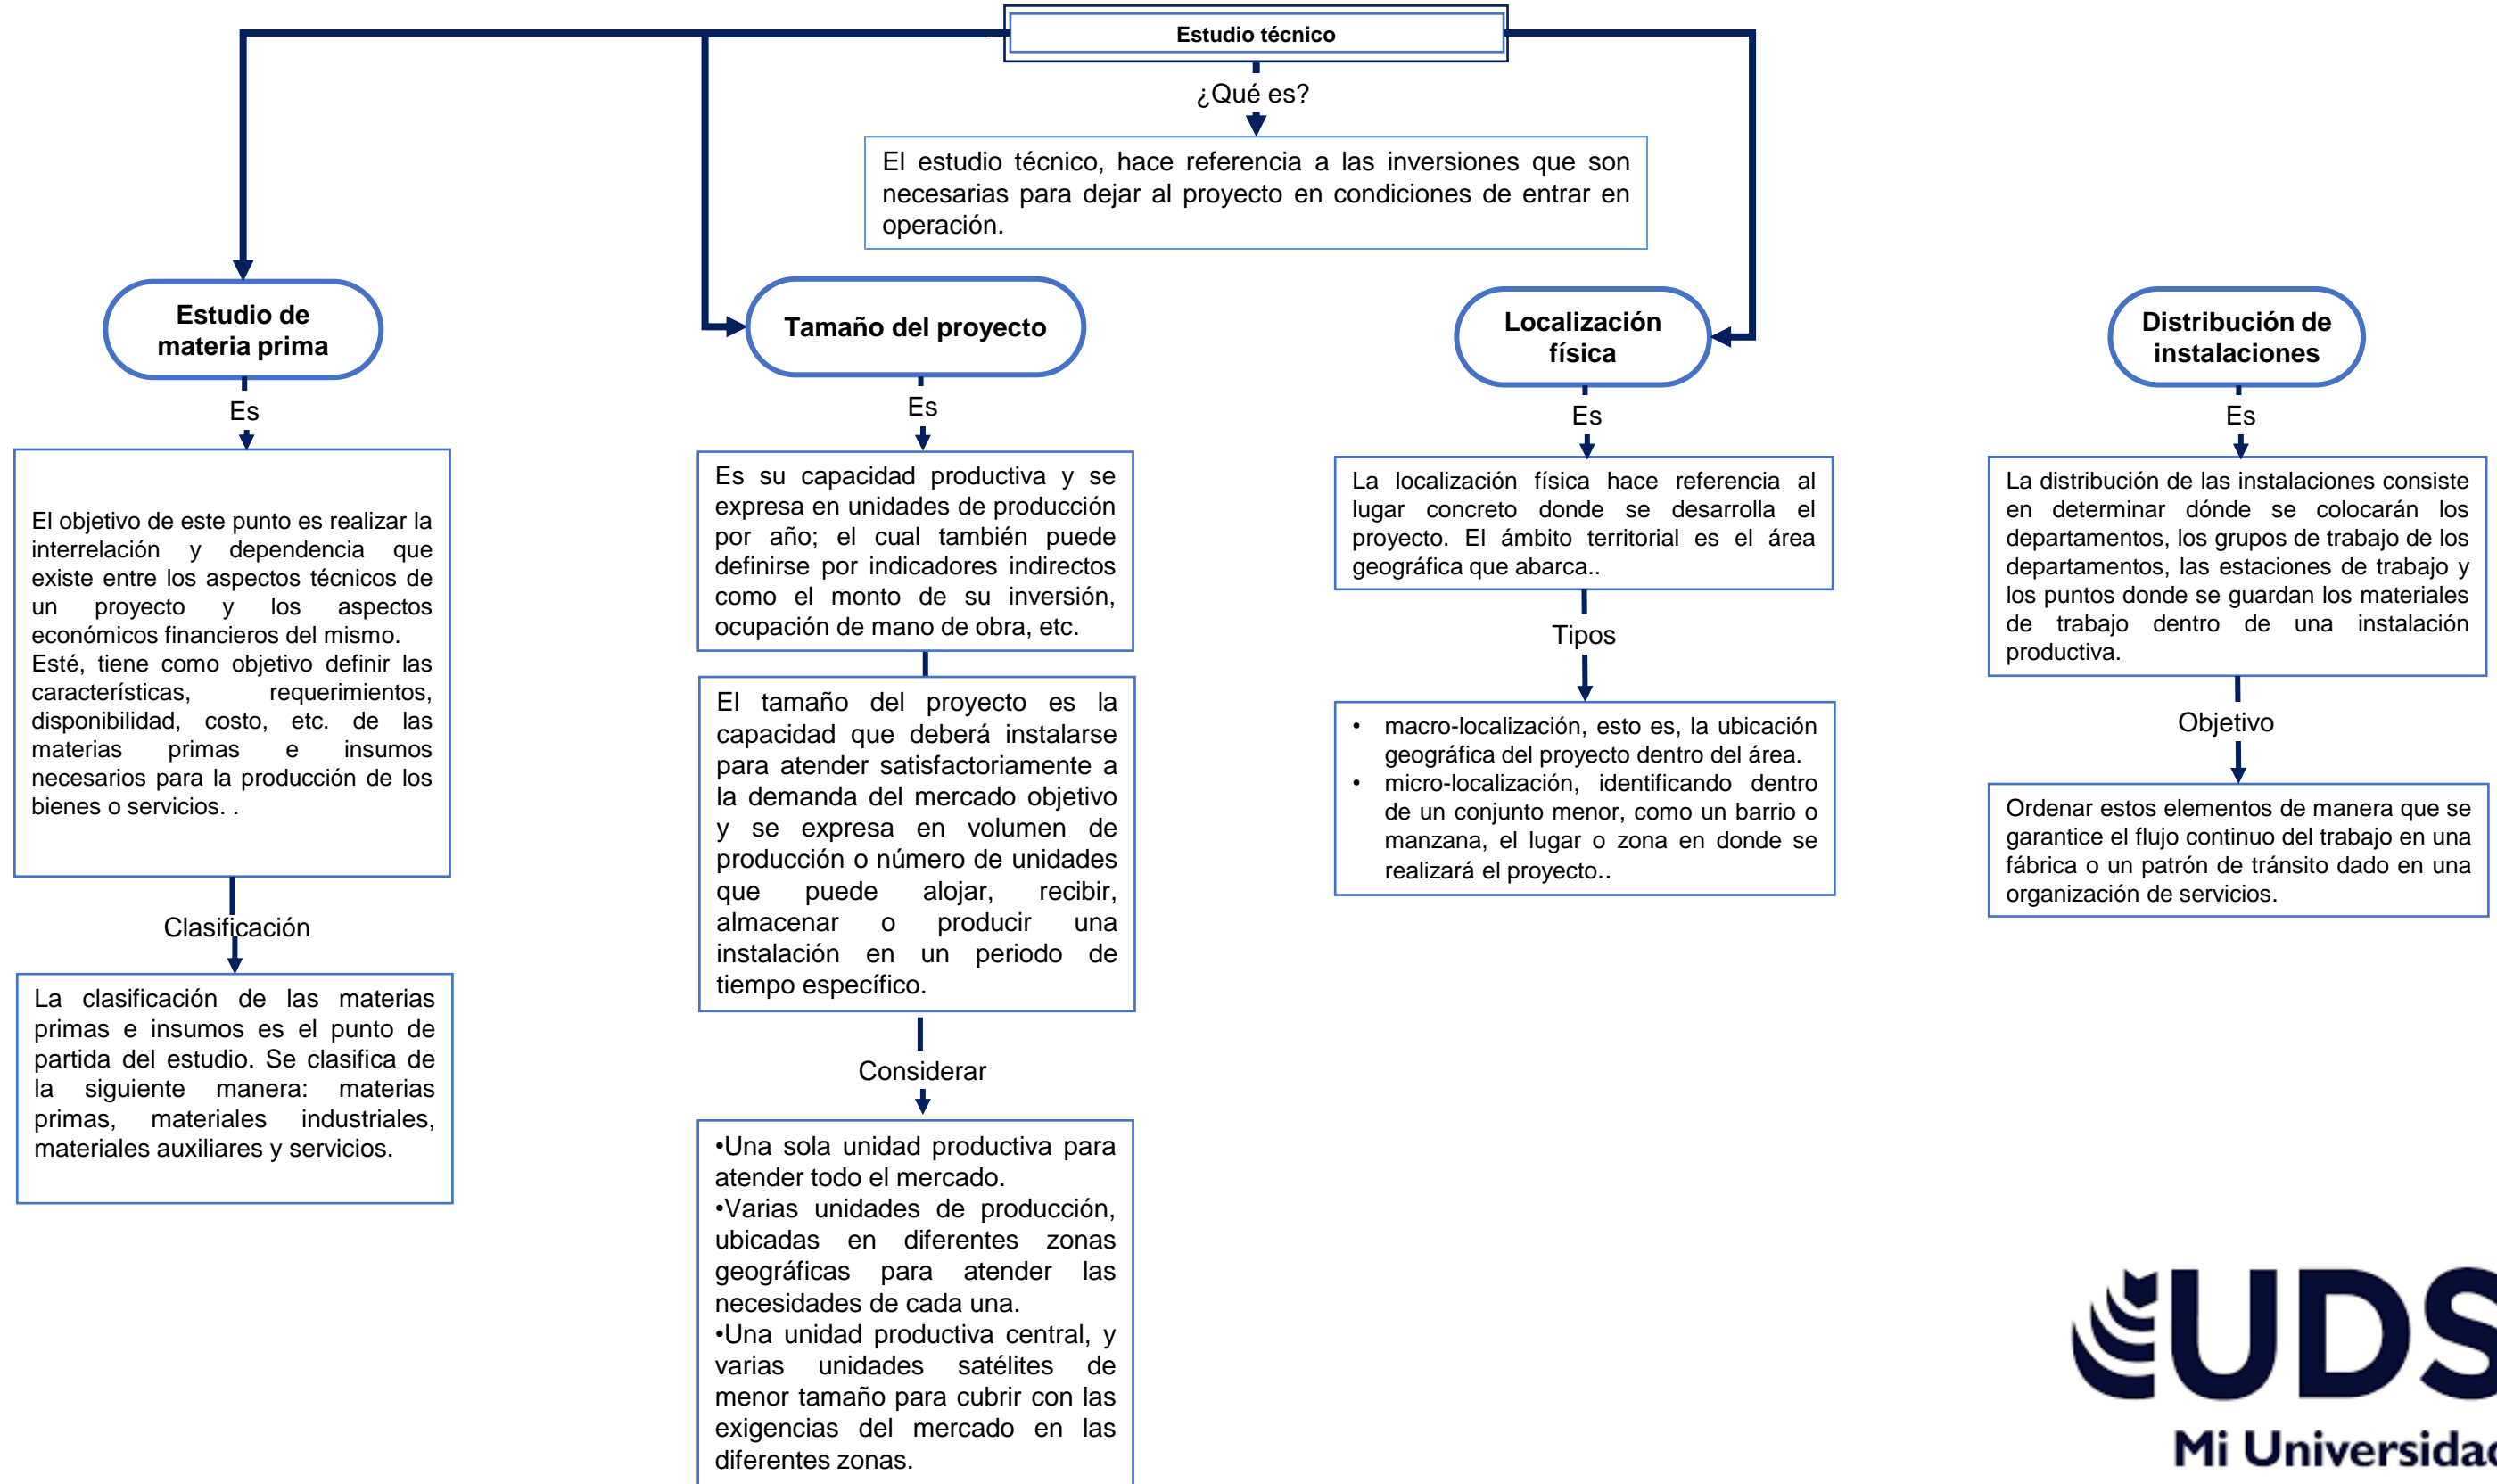 Estudio técnico
¿Qué es?
El estudio técnico, hace referencia a las inversiones que son
necesarias para dejar al proyecto en condiciones de entrar en
operación.
Estudio de
materia prima
Es
El objetivo de este punto es realizar la
interrelación y dependencia que
existe entre los aspectos técnicos de
un proyecto y los aspectos
económicos financieros del mismo.
Esté, tiene como objetivo definir las
características, requerimientos,
disponibilidad, costo, etc. de las
materias primas e insumos
necesarios para la producción de los
bienes o servicios. .
Clasificación
La clasificación de las materias
primas e insumos es el punto de
partida del estudio. Se clasifica de
la siguiente manera: materias
primas, materiales industriales,
materiales auxiliares y servicios.
Tamaño del proyecto
Es
Es su capacidad productiva y se
expresa en unidades de producción
por año; el cual también puede
definirse por indicadores indirectos
como el monto de su inversión,
ocupación de mano de obra, etc.
El tamaño del proyecto es la
capacidad que deberá instalarse
para atender satisfactoriamente a
la demanda del mercado objetivo
y se expresa en volumen de
producción o número de unidades
que puede alojar, recibir,
almacenar o producir una
instalación en un periodo de
tiempo específico.
Considerar
•Una sola unidad productiva para
atender todo el mercado.
•Varias unidades de producción,
ubicadas en diferentes zonas
geográficas para atender las
necesidades de cada una.
•Una unidad productiva central, y
varias unidades satélites de
menor tamaño para cubrir con las
exigencias del mercado en las
diferentes zonas.
Localización
física
Es
La localización física hace referencia al
lugar concreto donde se desarrolla el
proyecto. El ámbito territorial es el área
geográfica que abarca..
Tipos
• macro-localización, esto es, la ubicación
geográfica del proyecto dentro del área.
• micro-localización, identificando dentro
de un conjunto menor, como un barrio o
manzana, el lugar o zona en donde se
realizará el proyecto..
Distribución de
instalaciones
Es
La distribución de las instalaciones consiste
en determinar dónde se colocarán los
departamentos, los grupos de trabajo de los
departamentos, las estaciones de trabajo y
los puntos donde se guardan los materiales
de trabajo dentro de una instalación
productiva.
Objetivo
Ordenar estos elementos de manera que se
garantice el flujo continuo del trabajo en una
fábrica o un patrón de tránsito dado en una
organización de servicios.
UDS
Mi Universidad